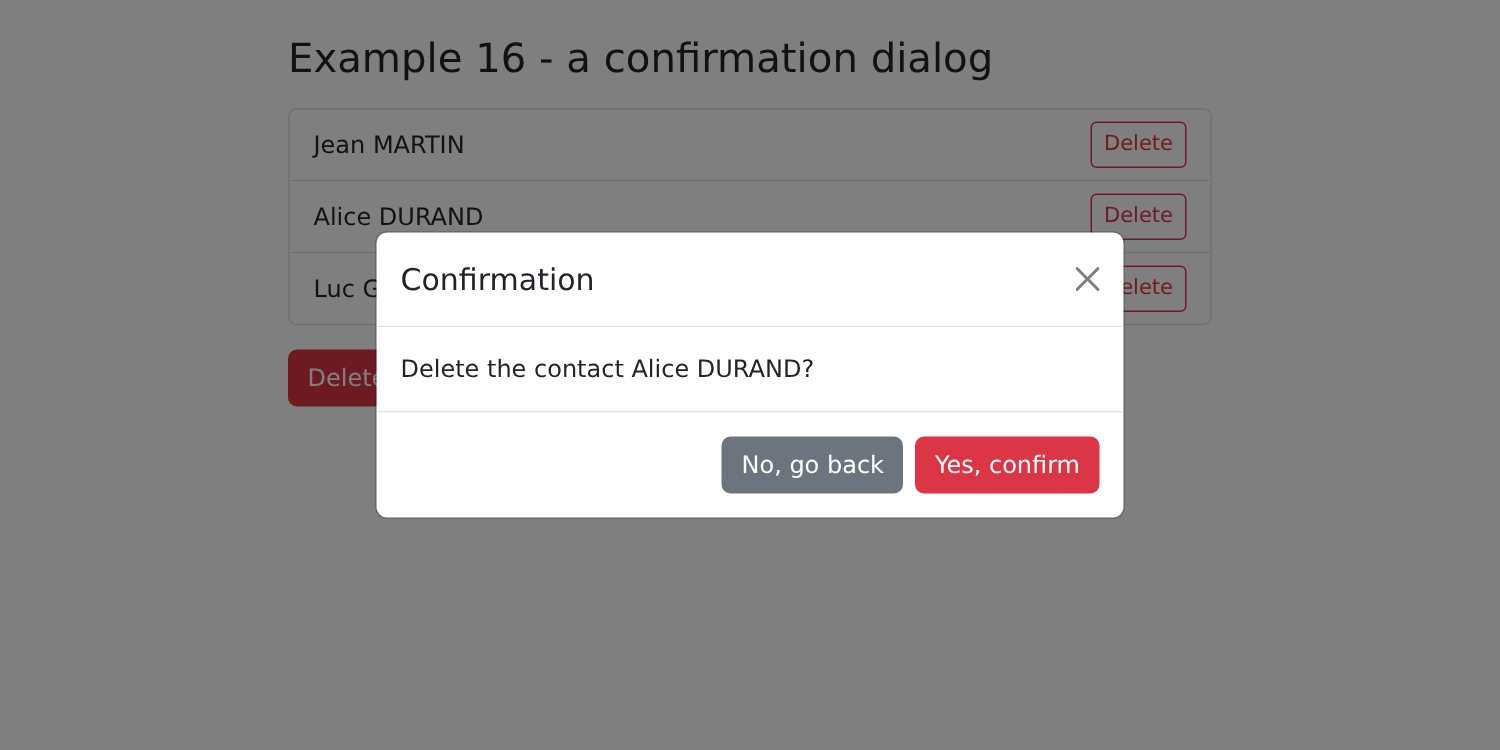 Example 16 - a confirmation dialog
Jean MARTIN Delete
Alice DURAND Delete
Luc
Confirmation
Delete the contact Alice DURAND?
No, go back Yes, confirm